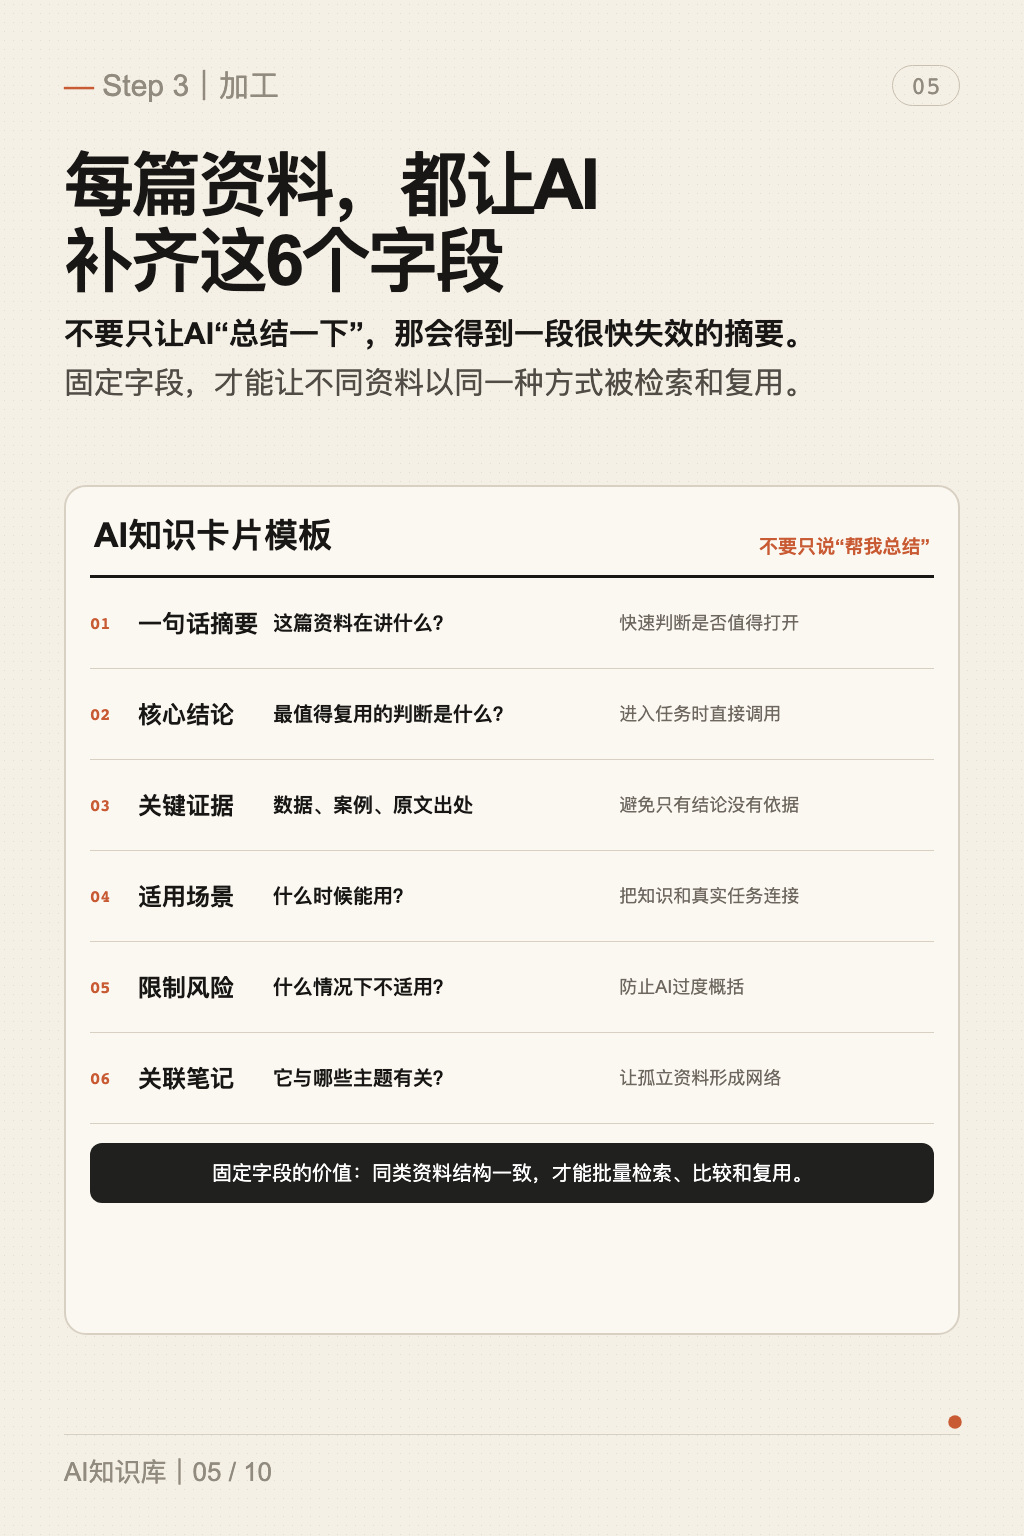 — Step 3｜加工
05
每篇资料，都让AI
补齐这6个字段
不要只让AI“总结一下”，那会得到一段很快失效的摘要。
固定字段，才能让不同资料以同一种方式被检索和复用。
AI知识卡片模板
不要只说“帮我总结”
01 一句话摘要 这篇资料在讲什么？ 快速判断是否值得打开
02 核心结论 最值得复用的判断是什么？ 进入任务时直接调用
03 关键证据 数据、案例、原文出处 避免只有结论没有依据
04 适用场景 什么时候能用？ 把知识和真实任务连接
05 限制风险 什么情况下不适用？ 防止AI过度概括
06 关联笔记 它与哪些主题有关？ 让孤立资料形成网络
固定字段的价值：同类资料结构一致，才能批量检索、比较和复用。
AI知识库｜05 / 10